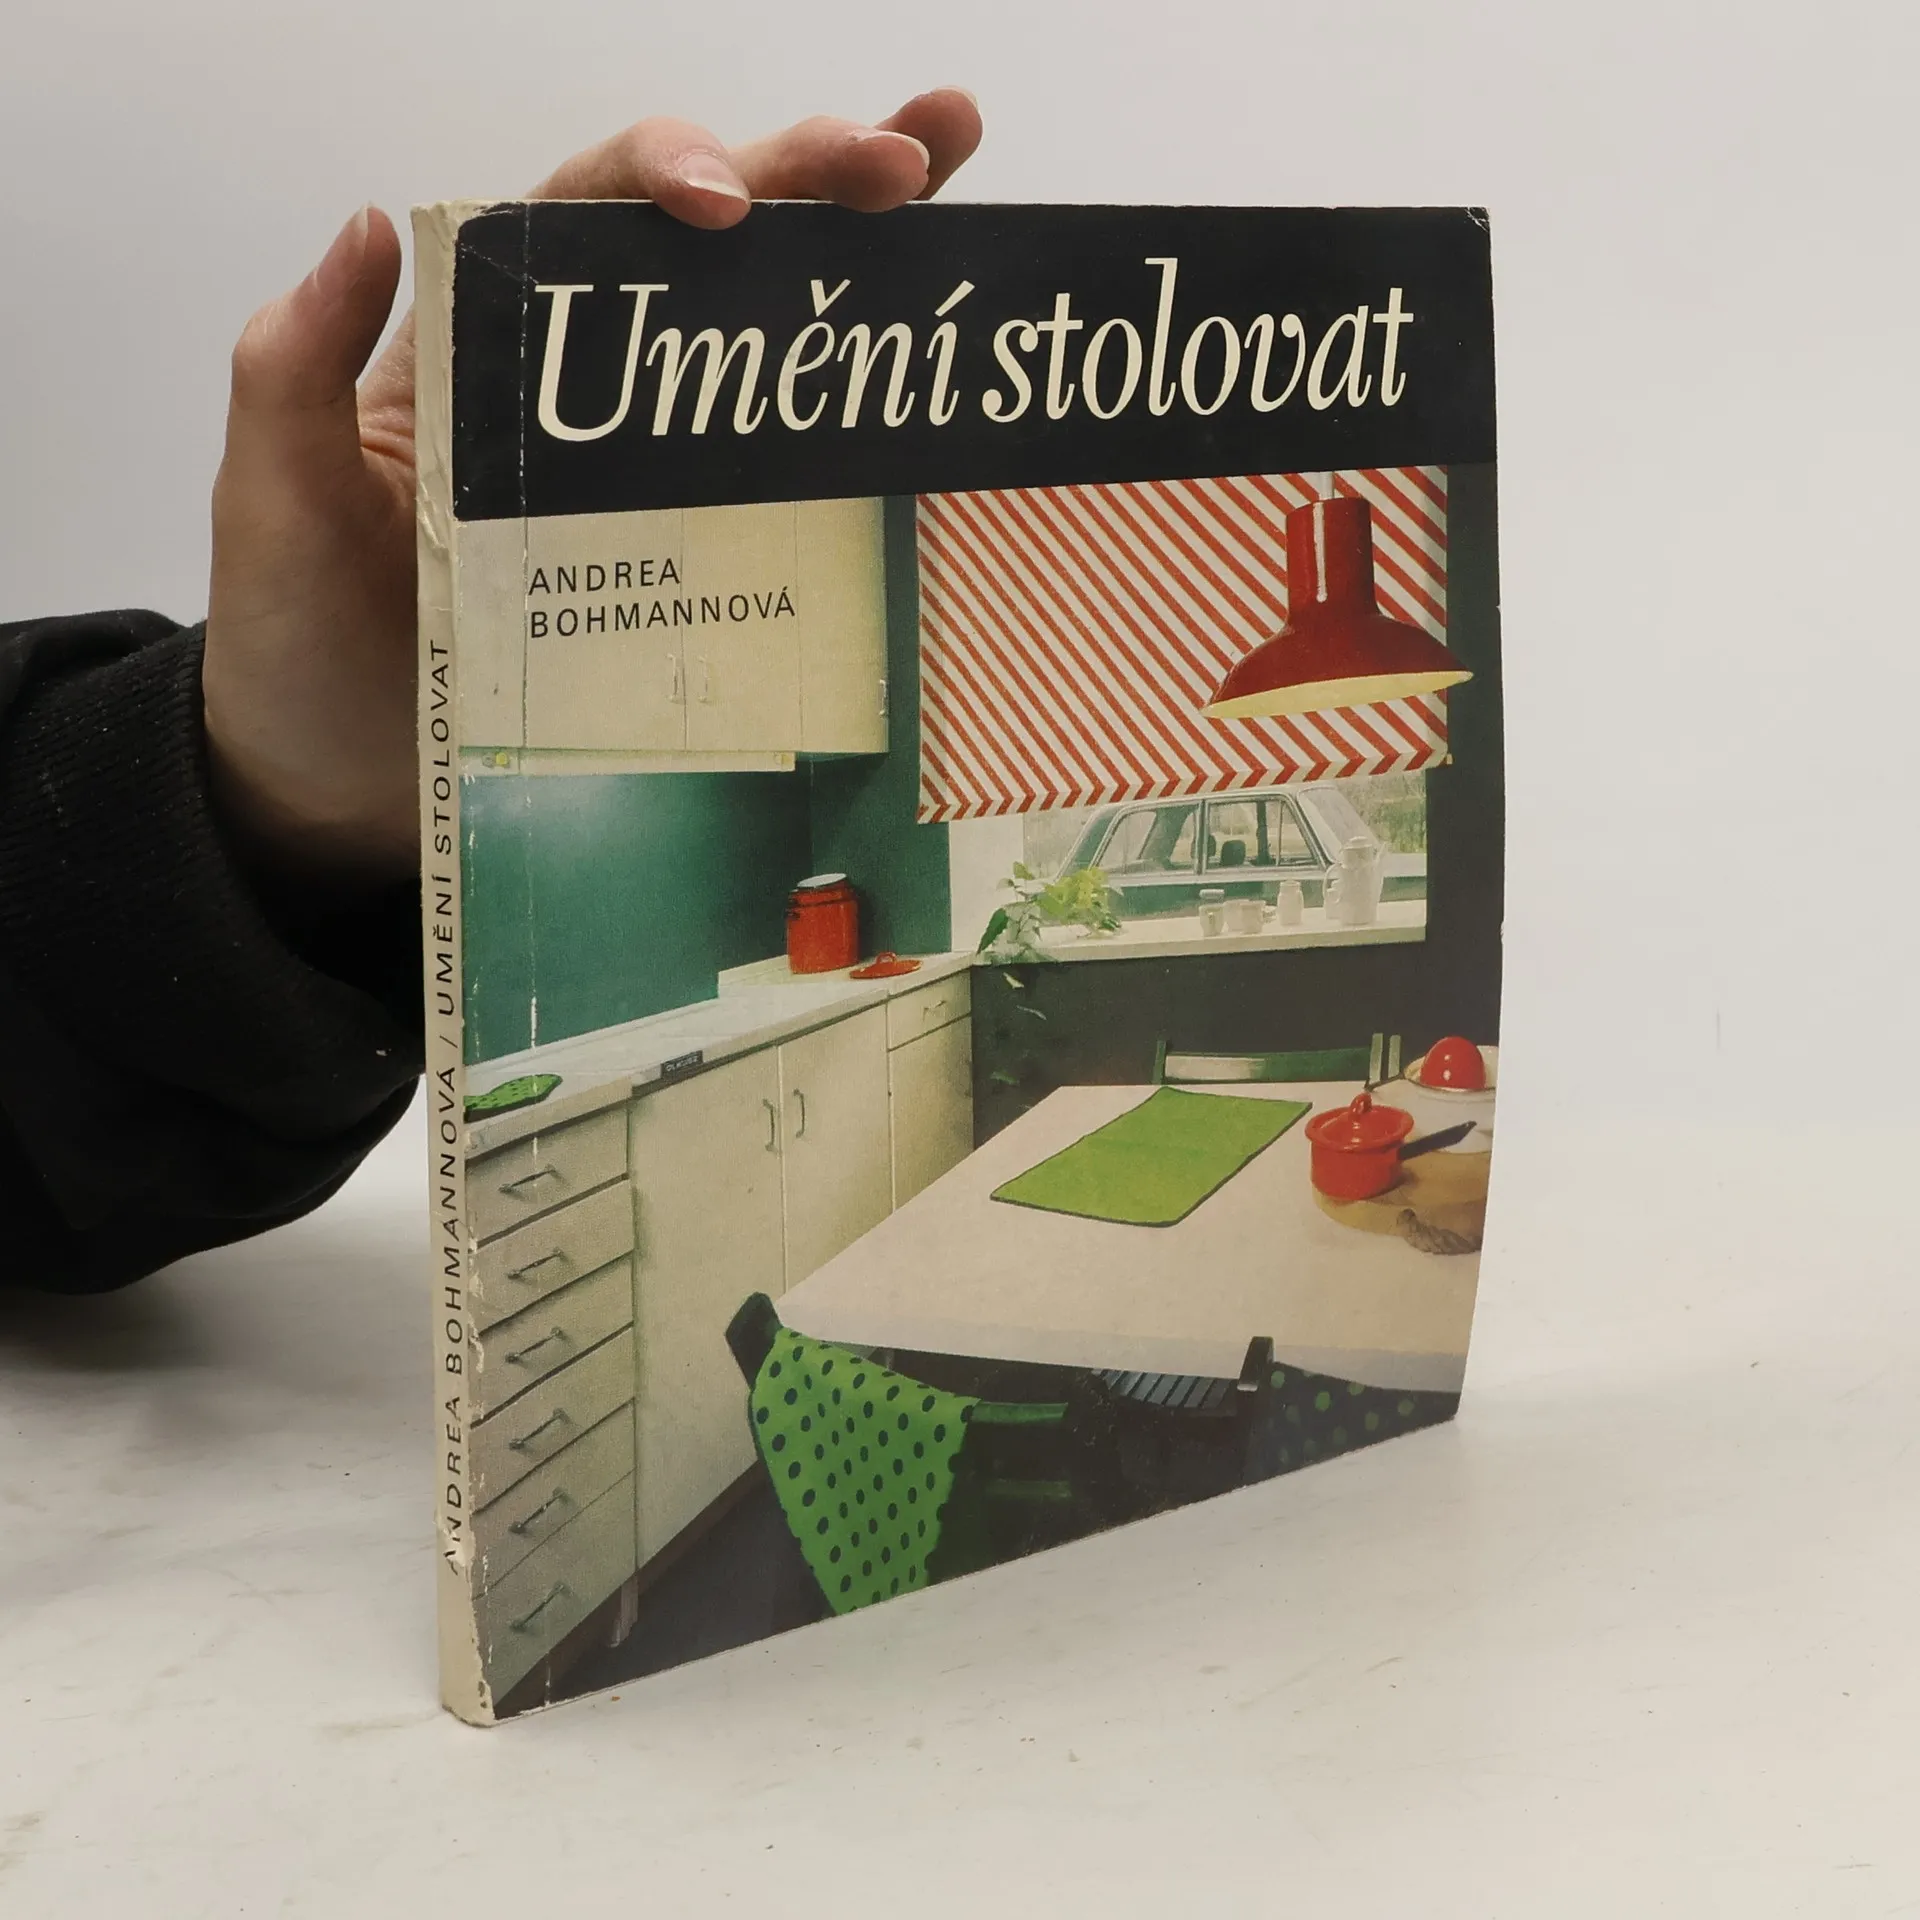 Umění stolovat
ANDREA
BOHMANNOVÁ
ANDREA BOHMANNOVÁ / UMĚNÍ STOLOVAT